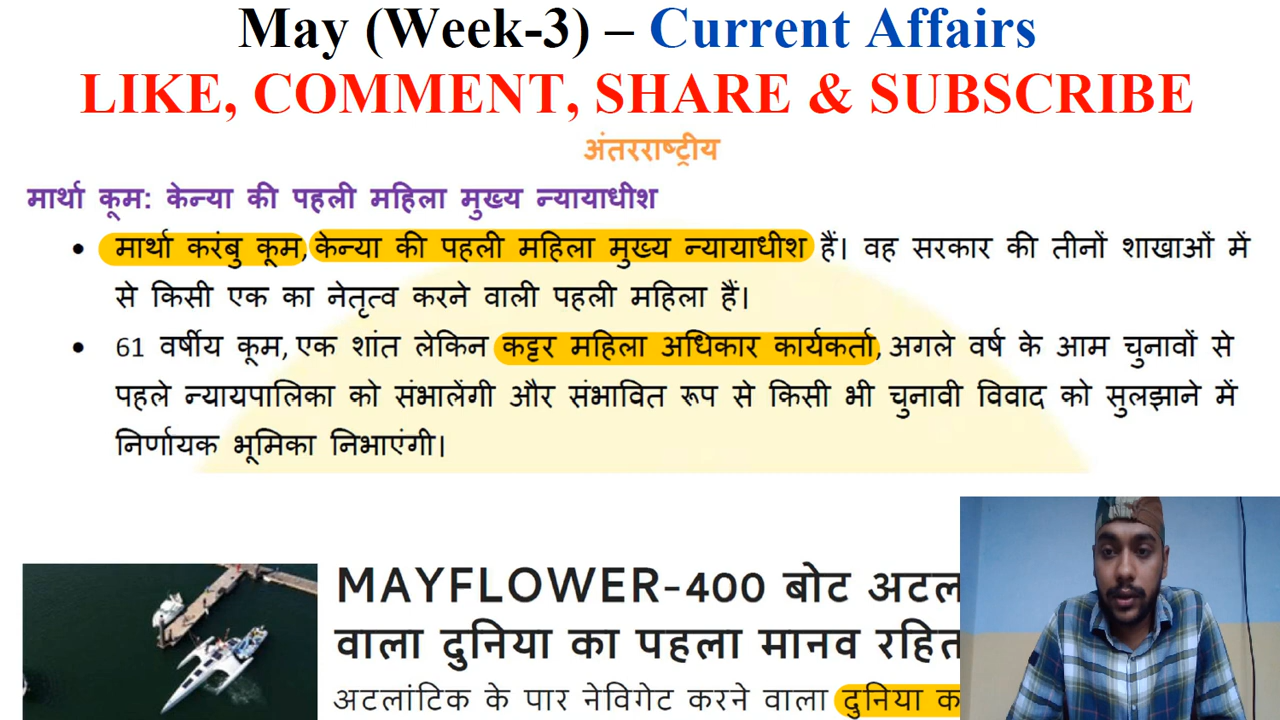 May (Week-3) – Current Affairs
LIKE, COMMENT, SHARE & SUBSCRIBE
अंतरराष्ट्रीय
मार्था कूम: केन्या की पहली महिला मुख्य न्यायाधीश
• मार्था करंबु कूम, केन्या की पहली महिला मुख्य न्यायाधीश हैं। वह सरकार की तीनों शाखाओं में
से किसी एक का नेतृत्व करने वाली पहली महिला हैं।
• 61 वर्षीय कूम, एक शांत लेकिन कट्टर महिला अधिकार कार्यकर्ता, अगले वर्ष के आम चुनावों से
पहले न्यायपालिका को संभालेंगी और संभावित रूप से किसी भी चुनावी विवाद को सुलझाने में
निर्णायक भूमिका निभाएंगी।
MAYFLOWER-400 बोट
वाला दुनिया का पहला मानव रहित
अटलांटिक के पार नेविगेट करने वाला दुनिया